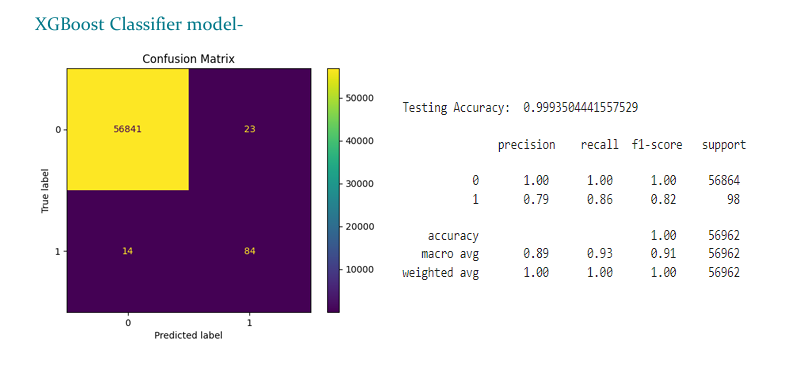 XGBoost Classifier model-
Confusion Matrix
True label
0
1
56841 23
14 84
0 1
Predicted label
50000
40000
30000
20000
10000
Testing Accuracy: 0.9993504441557529
precision recall f1-score support
0 1.00 1.00 1.00 56864
1 0.79 0.86 0.82 98
accuracy 1.00 56962
macro avg 0.89 0.93 0.91 56962
weighted avg 1.00 1.00 1.00 56962